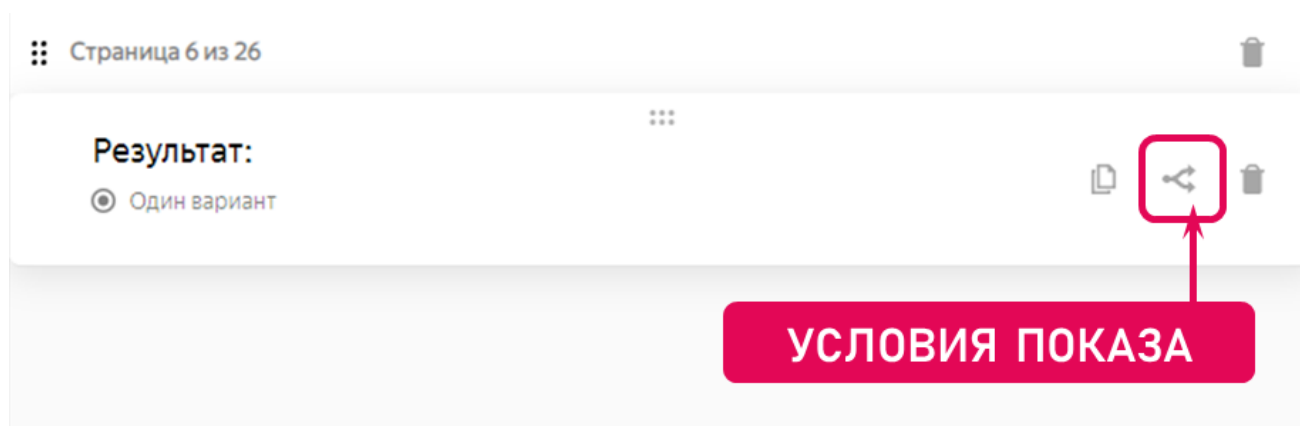 Страница 6 из 26
Результат:
Один вариант
УСЛОВИЯ ПОКАЗА